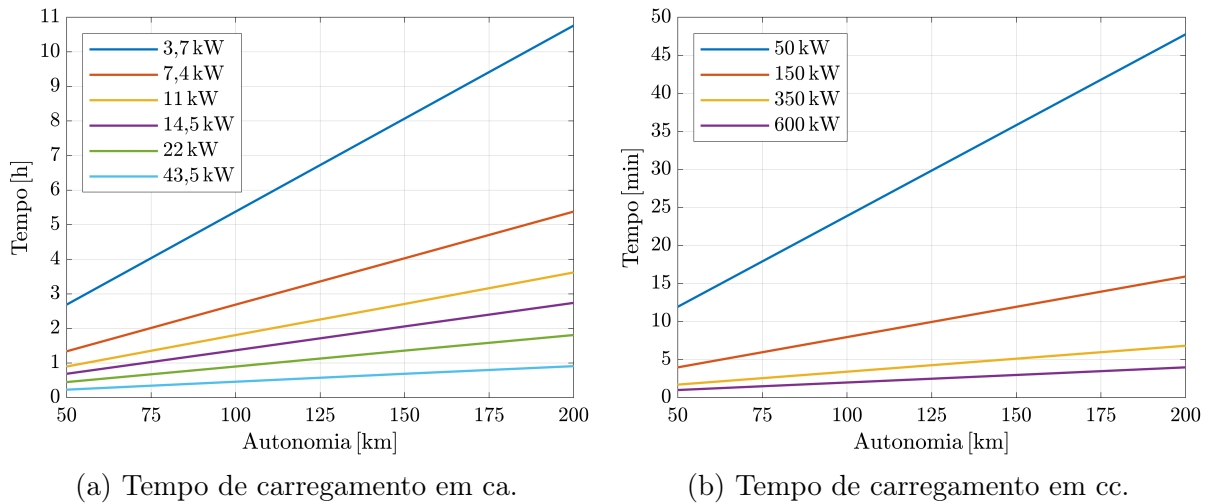 11
10
9
8
7
6
5
4
3
2
1
0
Tempo [h]
3,7 kW
7,4 kW
11 kW
14,5 kW
22 kW
43,5 kW
50 75 100 125 150 175 200
Autonomia [km]
(a) Tempo de carregamento em ca.
50
45
40
35
30
25
20
15
10
5
0
Tempo [min]
50 kW
150 kW
350 kW
600 kW
50 75 100 125 150 175 200
Autonomia [km]
(b) Tempo de carregamento em cc.